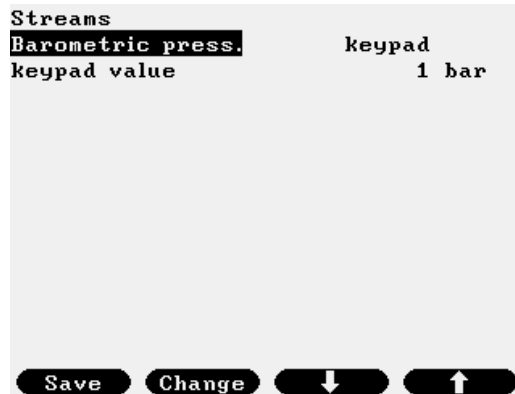 Streams
Barometric press. keypad
keypad value 1 bar
Save Change ↓ ↑